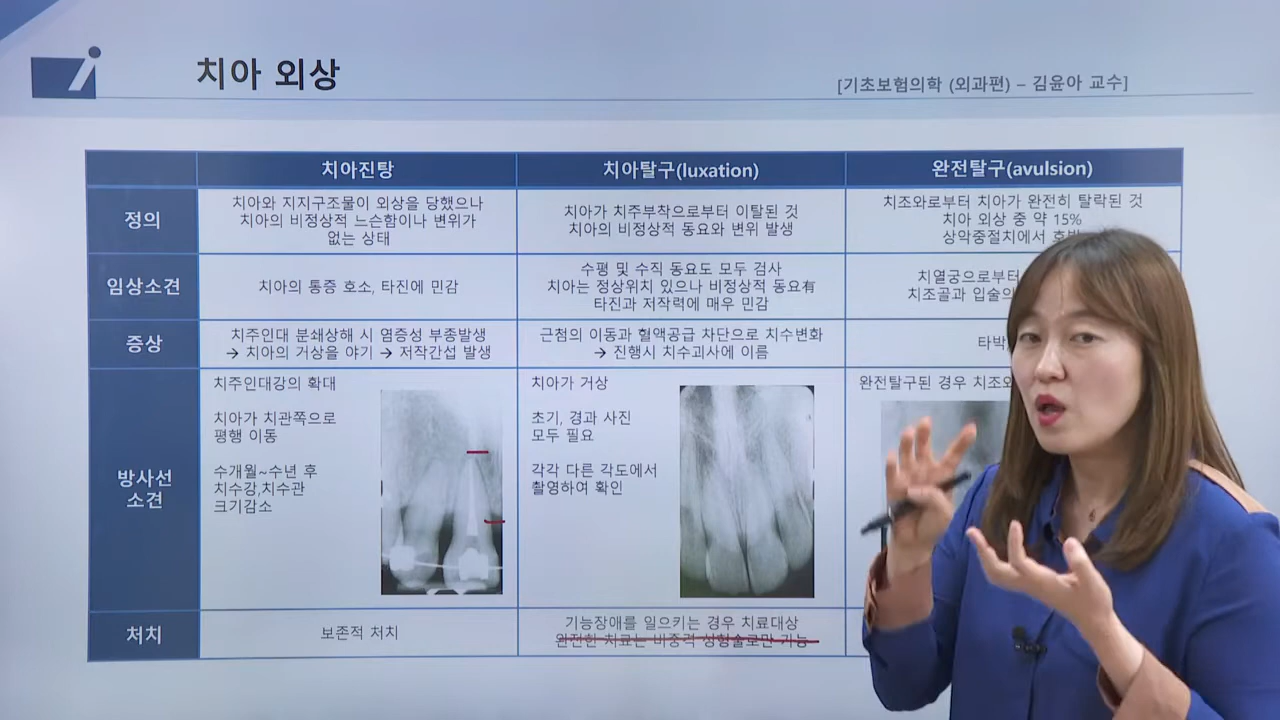 치아 외상
[기초보험의학 (외과편) – 김윤아 교수]
치아진탕
치아탈구(luxation)
완전탈구(avulsion)
정의
치아와 지지구조물이 외상을 당했으나
치아의 비정상적 느슨함이나 변위가
없는 상태
치아가 치주부착으로부터 이탈된 것
치아의 비정상적 동요와 변위 발생
치조와로부터 치아가 완전히 탈락된 것
치아 외상 중 약 15%
상악중절치에서
임상소견
치아의 통증 호소, 타진에 민감
수평 및 수직 동요도 모두 검사
치아는 정상위치 있으나 비정상적 동요有
타진과 저작력에 매우 민감
치열궁으로부터
치조골과 입술의
증상
치주인대 분쇄상해 시 염증성 부종발생
→ 치아의 거상을 야기 → 저작간섭 발생
근첨의 이동과 혈액공급 차단으로 치수변화
→ 진행시 치수괴사에 이름
타박
방사선
소견
치주인대강의 확대
치아가 치관쪽으로
평행 이동
수개월~수년 후
치수강,치수관
크기감소
치아가 거상
초기, 경과 사진
모두 필요
각각 다른 각도에서
촬영하여 확인
완전탈구된 경우 치조와
처치
보존적 처치
기능장애를 일으키는 경우 치료대상
완전한 치료는 비중격 성형술로만 가능